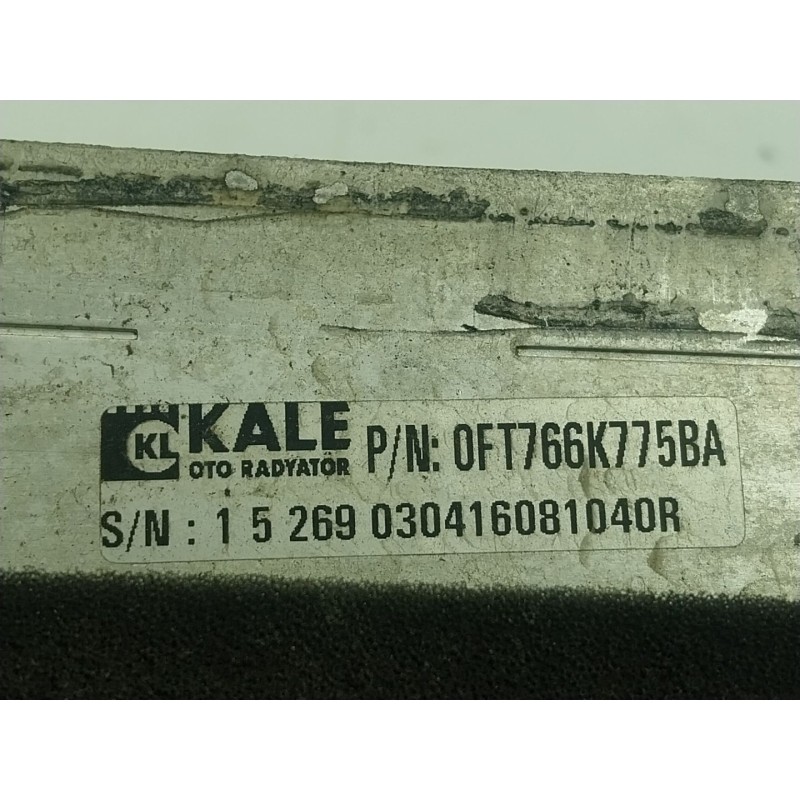 KL KALE P/N: 0FT766K775BA
OTO RADYATÖR
S/N : 1 5 269 030416081040R